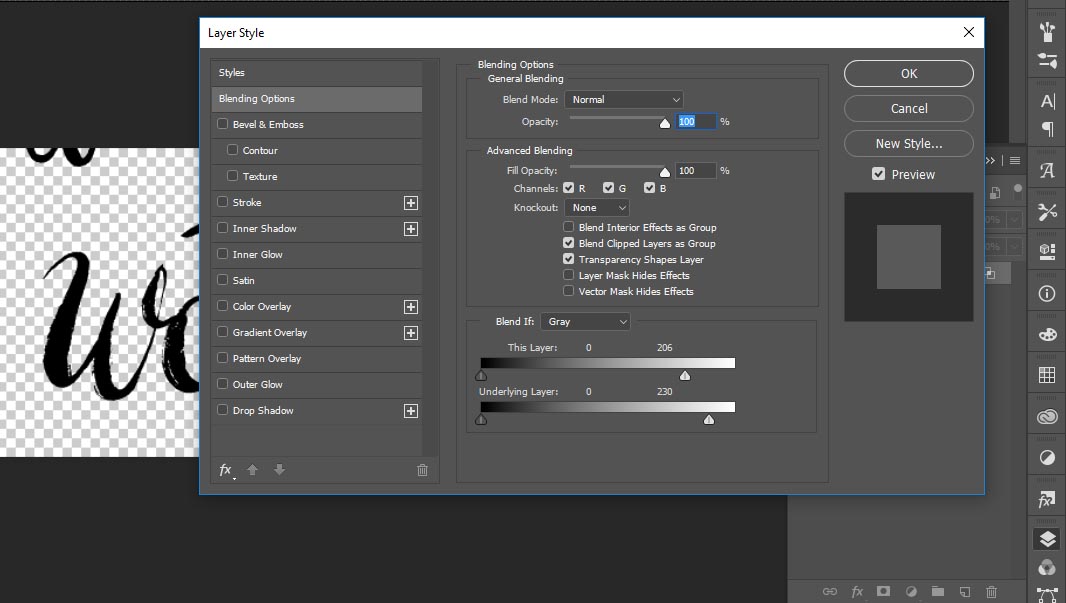 Layer Style
Styles
Blending Options
Bevel & Emboss
Contour
Texture
Stroke
Inner Shadow
Inner Glow
Satin
Color Overlay
Gradient Overlay
Pattern Overlay
Outer Glow
Drop Shadow
fx
Blending Options
General Blending
Blend Mode: Normal
Opacity: 100 %
Advanced Blending
Fill Opacity: 100 %
Channels: R G B
Knockout: None
Blend Interior Effects as Group
Blend Clipped Layers as Group
Transparency Shapes Layer
Layer Mask Hides Effects
Vector Mask Hides Effects
Blend If: Gray
This Layer: 0 206
Underlying Layer: 0 230
OK
Cancel
New Style...
Preview
fx